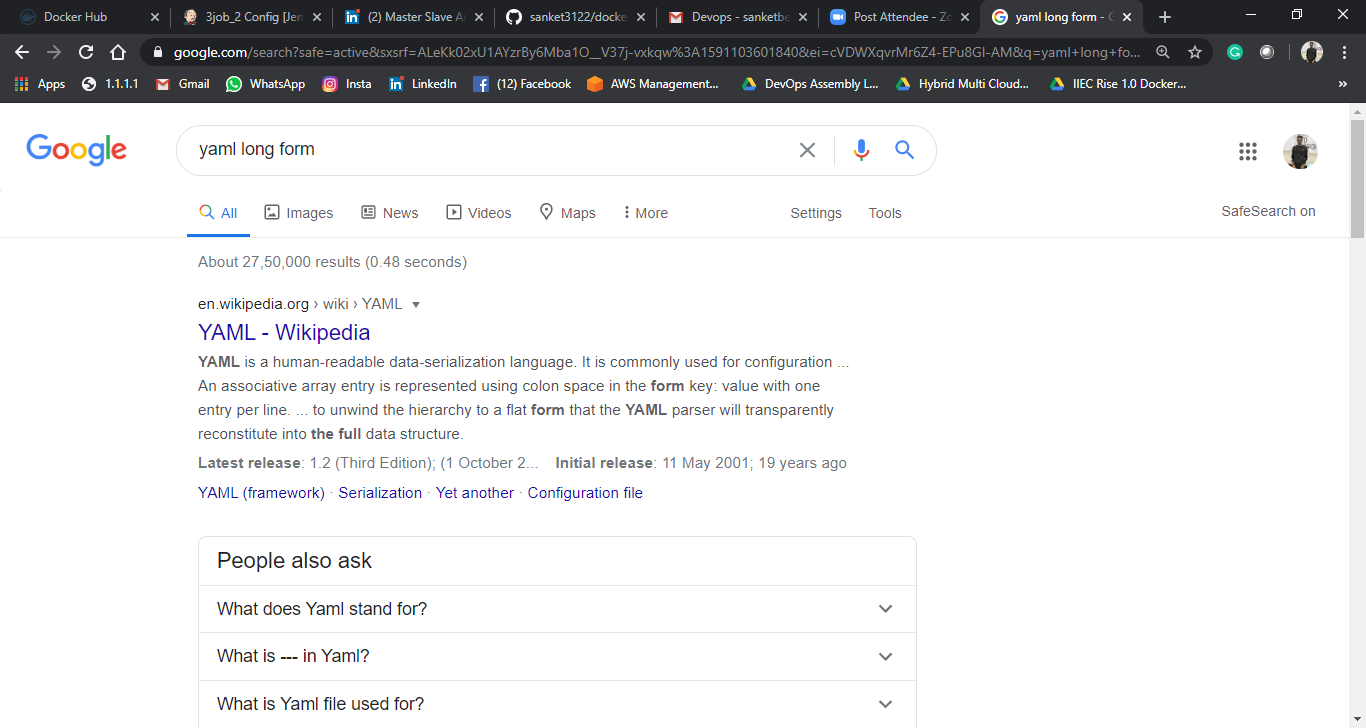 Docker Hub
3job_2 Config [Jen
(2) Master Slave A
sanket3122/docke
Devops - sanketbe
Post Attendee - Zo
yaml long form - G
google.com/search?safe=active&sxsrf=ALeKk02xU1AYzrBy6Mba1O__V37j-vxkqw%3A1591103601840&ei=cVDWXqvrMr6Z4-EPu8GI-AM&q=yaml+long+fo...
Apps
1.1.1.1
Gmail
WhatsApp
Insta
LinkedIn
(12) Facebook
AWS Management...
DevOps Assembly L...
Hybrid Multi Cloud...
IIEC Rise 1.0 Docker...
»
Google
yaml long form
All
Images
News
Videos
Maps
More
Settings
Tools
SafeSearch on
About 27,50,000 results (0.48 seconds)
en.wikipedia.org › wiki › YAML
YAML - Wikipedia
YAML is a human-readable data-serialization language. It is commonly used for configuration ...
An associative array entry is represented using colon space in the form key: value with one
entry per line. ... to unwind the hierarchy to a flat form that the YAML parser will transparently
reconstitute into the full data structure.
Latest release: 1.2 (Third Edition); (1 October 2... Initial release: 11 May 2001; 19 years ago
YAML (framework) · Serialization · Yet another · Configuration file
People also ask
What does Yaml stand for?
What is --- in Yaml?
What is Yaml file used for?